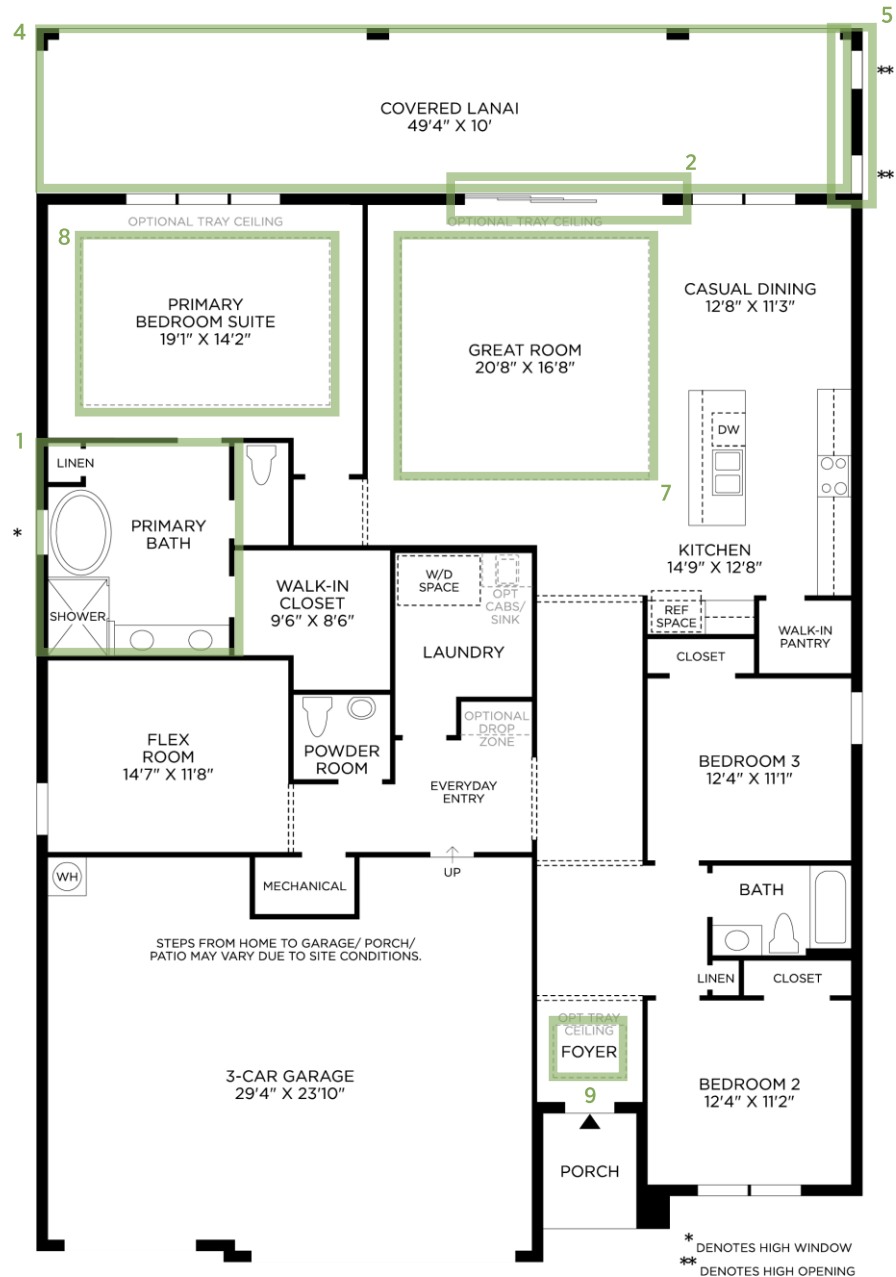 4
5
**
COVERED LANAI
49'4" X 10'
2
**
OPTIONAL TRAY CEILING
OPTIONAL TRAY CEILING
8
PRIMARY
BEDROOM SUITE
19'1" X 14'2"
GREAT ROOM
20'8" X 16'8"
CASUAL DINING
12'8" X 11'3"
DW
1
LINEN
7
*
PRIMARY
BATH
SHOWER
WALK-IN
CLOSET
9'6" X 8'6"
W/D
SPACE
OPT
CABS/
SINK
LAUNDRY
KITCHEN
14'9" X 12'8"
REF
SPACE
WALK-IN
PANTRY
CLOSET
FLEX
ROOM
14'7" X 11'8"
POWDER
ROOM
OPTIONAL
DROP
ZONE
EVERYDAY
ENTRY
BEDROOM 3
12'4" X 11'1"
WH
MECHANICAL
UP
BATH
STEPS FROM HOME TO GARAGE/ PORCH/
PATIO MAY VARY DUE TO SITE CONDITIONS.
LINEN
CLOSET
OPT TRAY
CEILING
FOYER
9
3-CAR GARAGE
29'4" X 23'10"
BEDROOM 2
12'4" X 11'2"
PORCH
* DENOTES HIGH WINDOW
** DENOTES HIGH OPENING